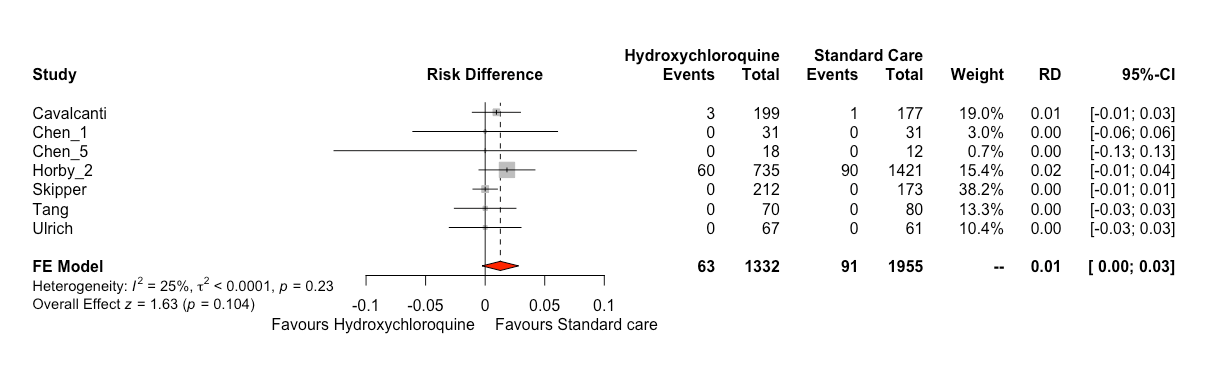 Hydroxychloroquine Standard Care
Study Risk Difference Events Total Events Total Weight RD 95%-CI
Cavalcanti 3 199 1 177 19.0% 0.01 [-0.01; 0.03]
Chen_1 0 31 0 31 3.0% 0.00 [-0.06; 0.06]
Chen_5 0 18 0 12 0.7% 0.00 [-0.13; 0.13]
Horby_2 60 735 90 1421 15.4% 0.02 [-0.01; 0.04]
Skipper 0 212 0 173 38.2% 0.00 [-0.01; 0.01]
Tang 0 70 0 80 13.3% 0.00 [-0.03; 0.03]
Ulrich 0 67 0 61 10.4% 0.00 [-0.03; 0.03]
FE Model 63 1332 91 1955 -- 0.01 [ 0.00; 0.03]
Heterogeneity: I² = 25%, τ² < 0.0001, p = 0.23
Overall Effect z = 1.63 (p = 0.104)
-0.1 -0.05 0 0.05 0.1
Favours Hydroxychloroquine Favours Standard care